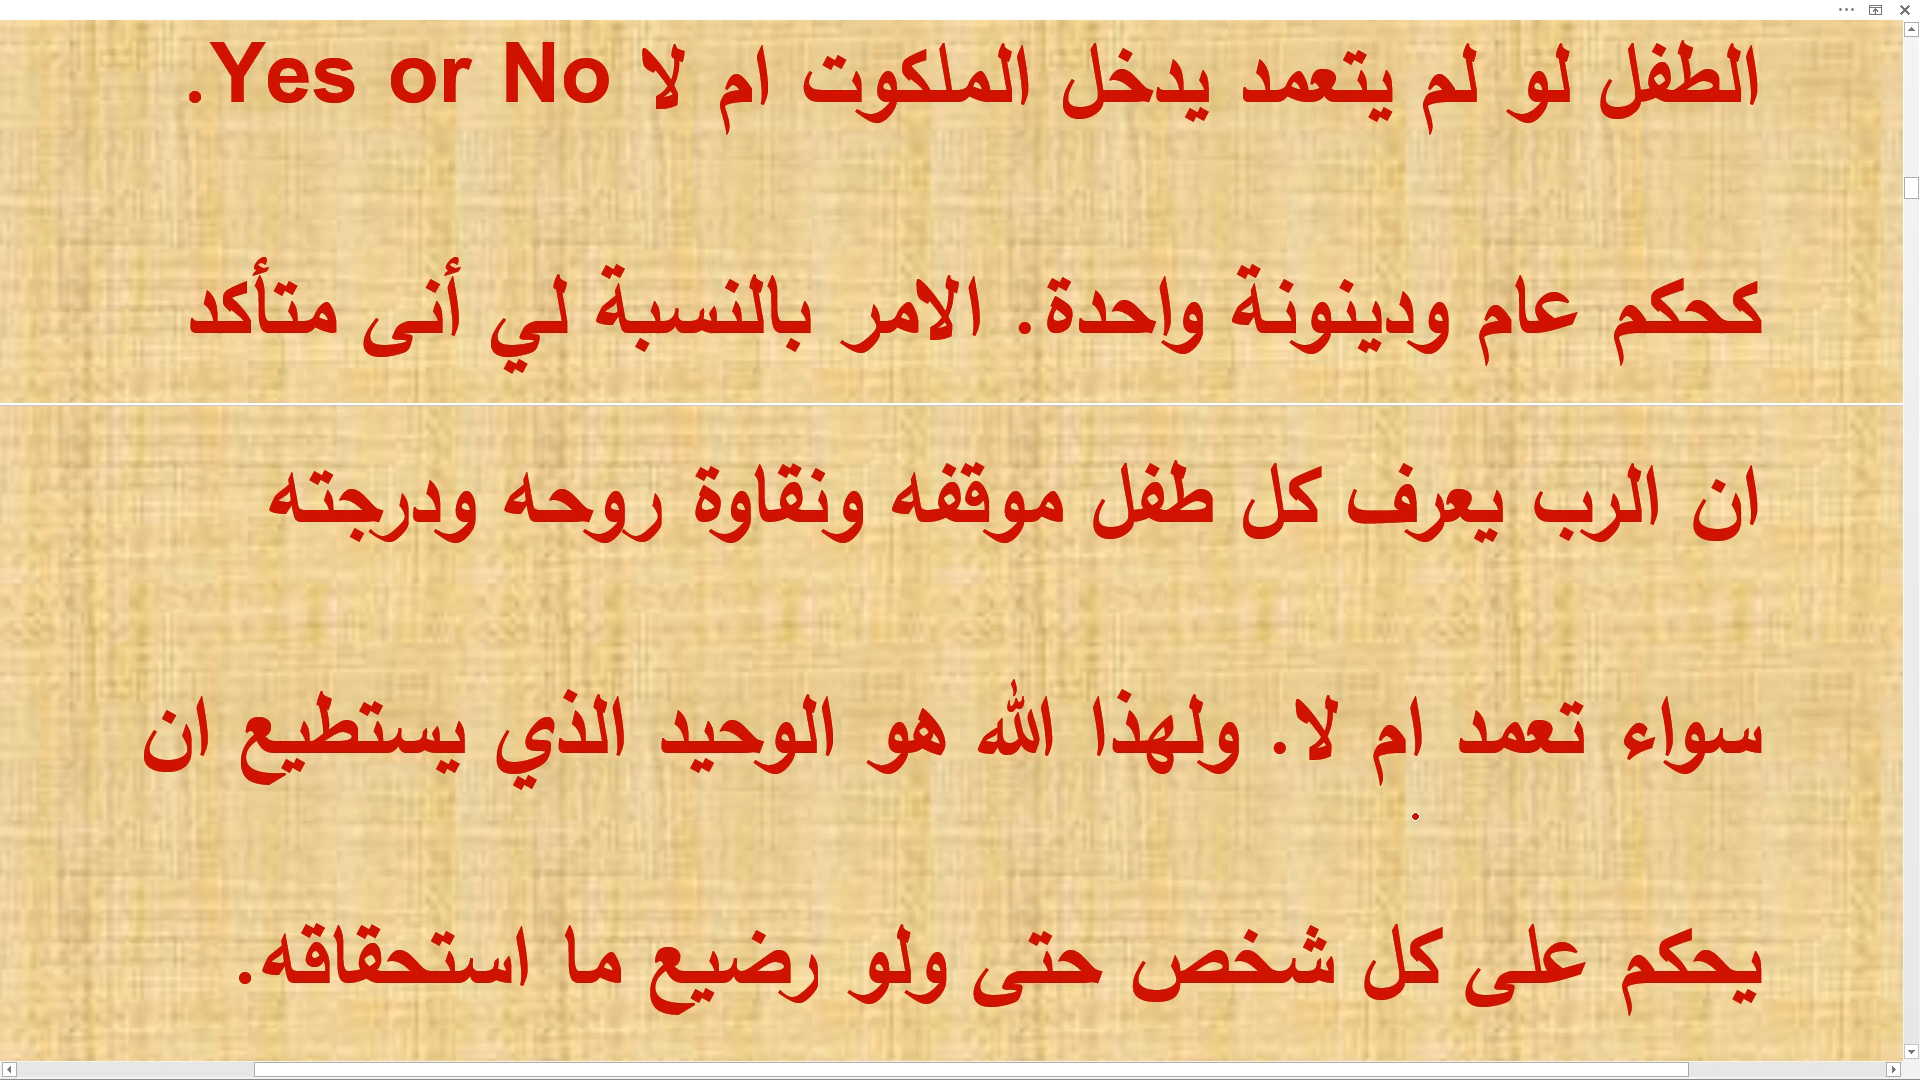 الطفل لو لم يتعمد يدخل الملكوت ام لا Yes or No.
ككحكم عام ودينونة واحدة. الامر بالنسبة لي أنى متأكد
ان الرب يعرف كل طفل موقفه ونقاوة روحه ودرجته
سواء تعمد ام لا. ولهذا الله هو الوحيد الذي يستطيع ان
يحكم على كل شخص حتى ولو رضيع ما استحقاقه.